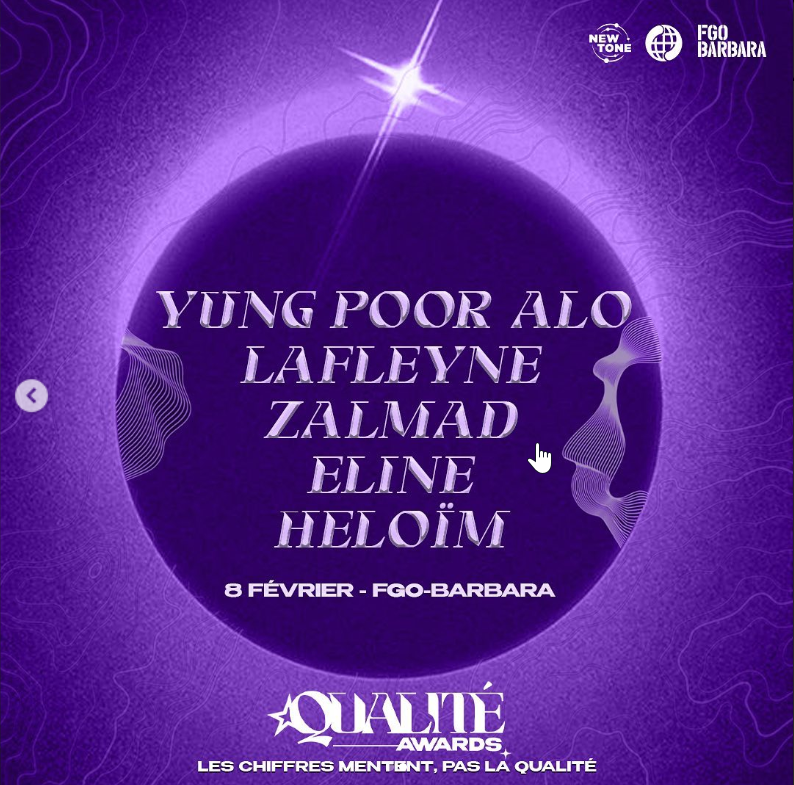 NEW
TONE
FGO
BARBARA
YUNG POOR ALO
LAFLEYNE
ZALMAD
ELINE
HELOÏM
8 FÉVRIER - FGO-BARBARA
QUALITÉ
AWARDS
LES CHIFFRES MENTENT, PAS LA QUALITÉ